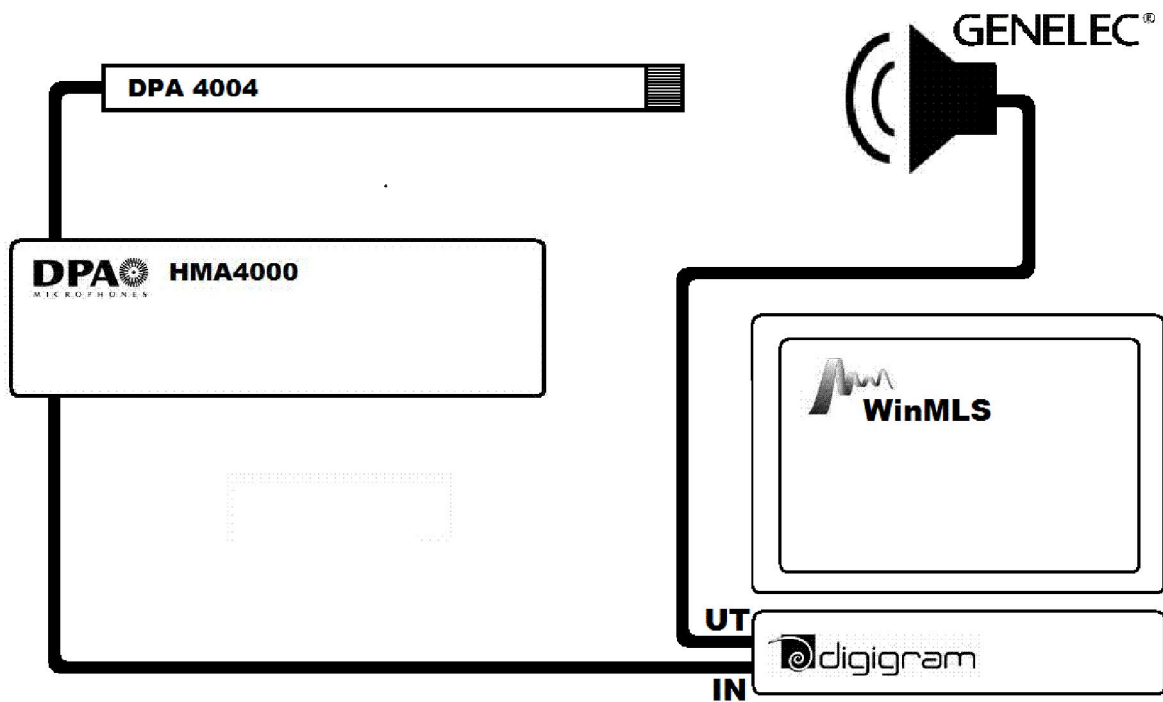 GENELEC®
DPA 4004
DPA HMA4000
MICROPHONES
WinMLS
UT
digigram
IN